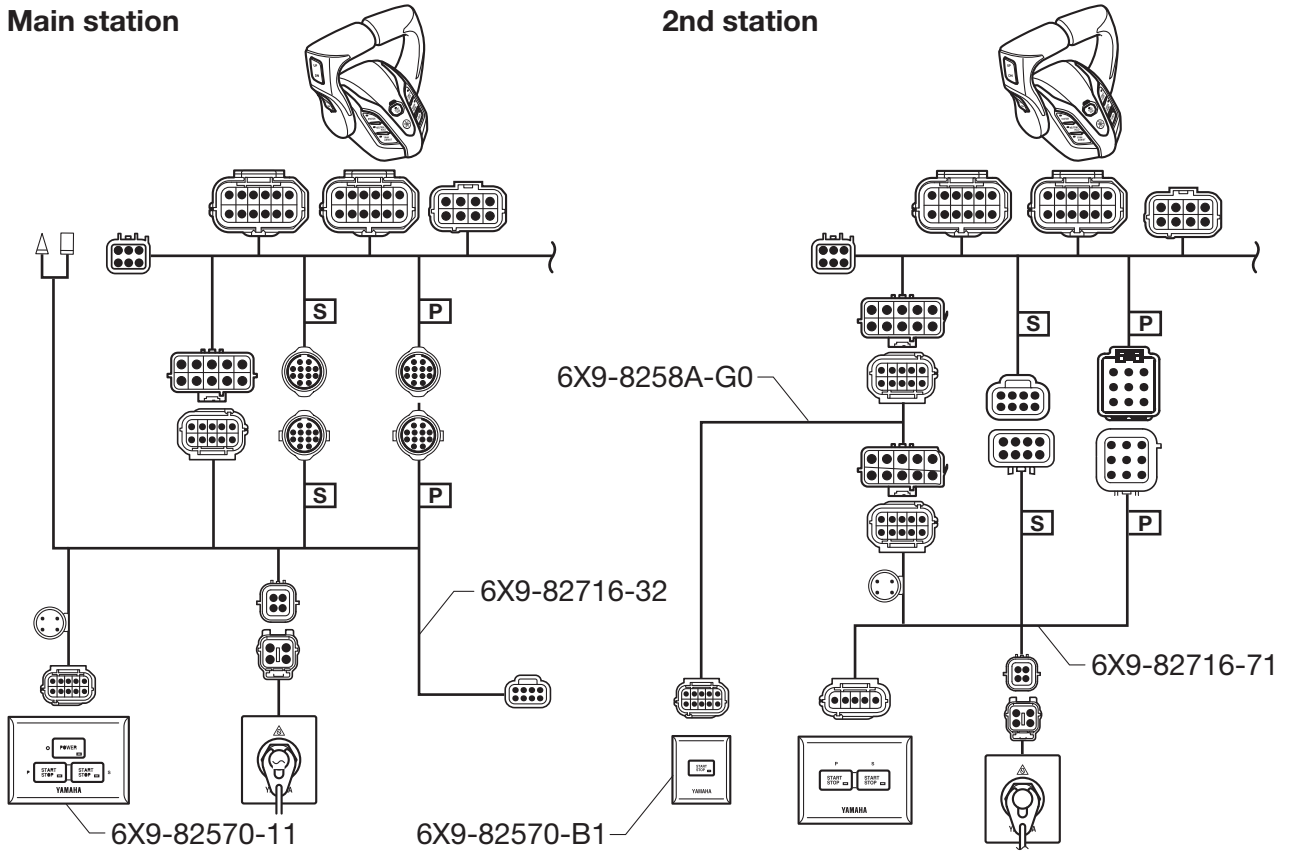 Main station
2nd station
S
P
S
P
6X9-8258A-G0
S
P
S
P
6X9-82716-32
6X9-82716-71
POWER
P
START
STOP
START
STOP
S
YAMAHA
START
STOP
YAMAHA
P
S
START
STOP
START
STOP
YAMAHA
6X9-82570-11
6X9-82570-B1